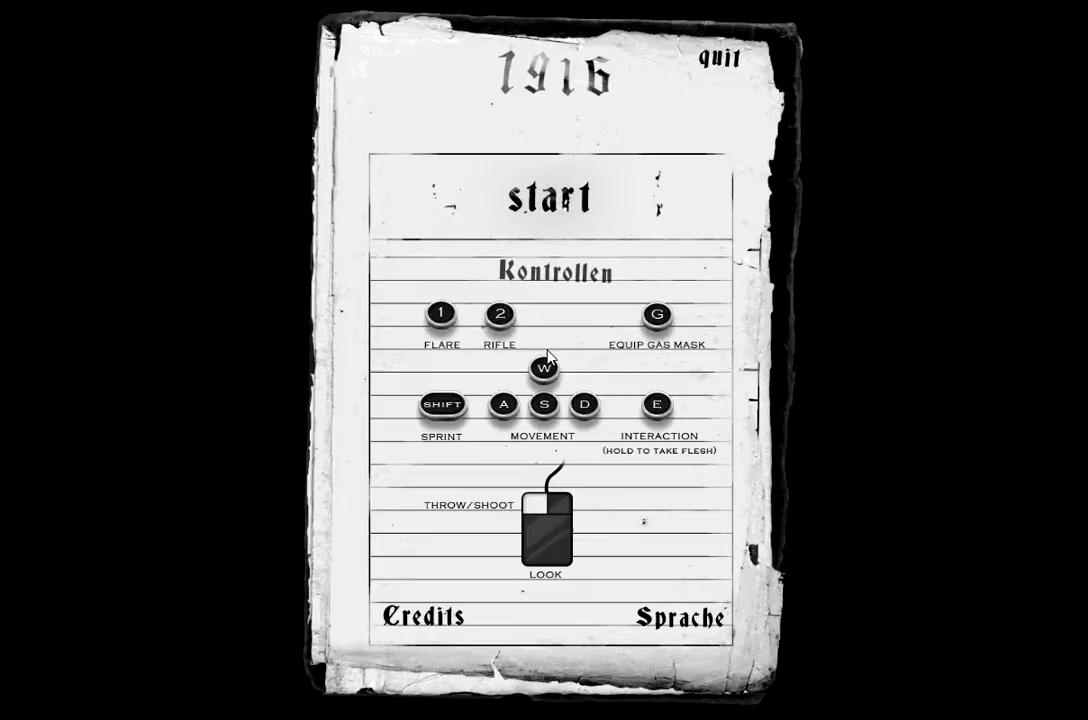 quit
1916
start
Kontrollen
1 2 G
FLARE RIFLE EQUIP GAS MASK
W
SHIFT A S D E
SPRINT MOVEMENT INTERACTION
(HOLD TO TAKE FLESH)
THROW/SHOOT
LOOK
Credits Sprache